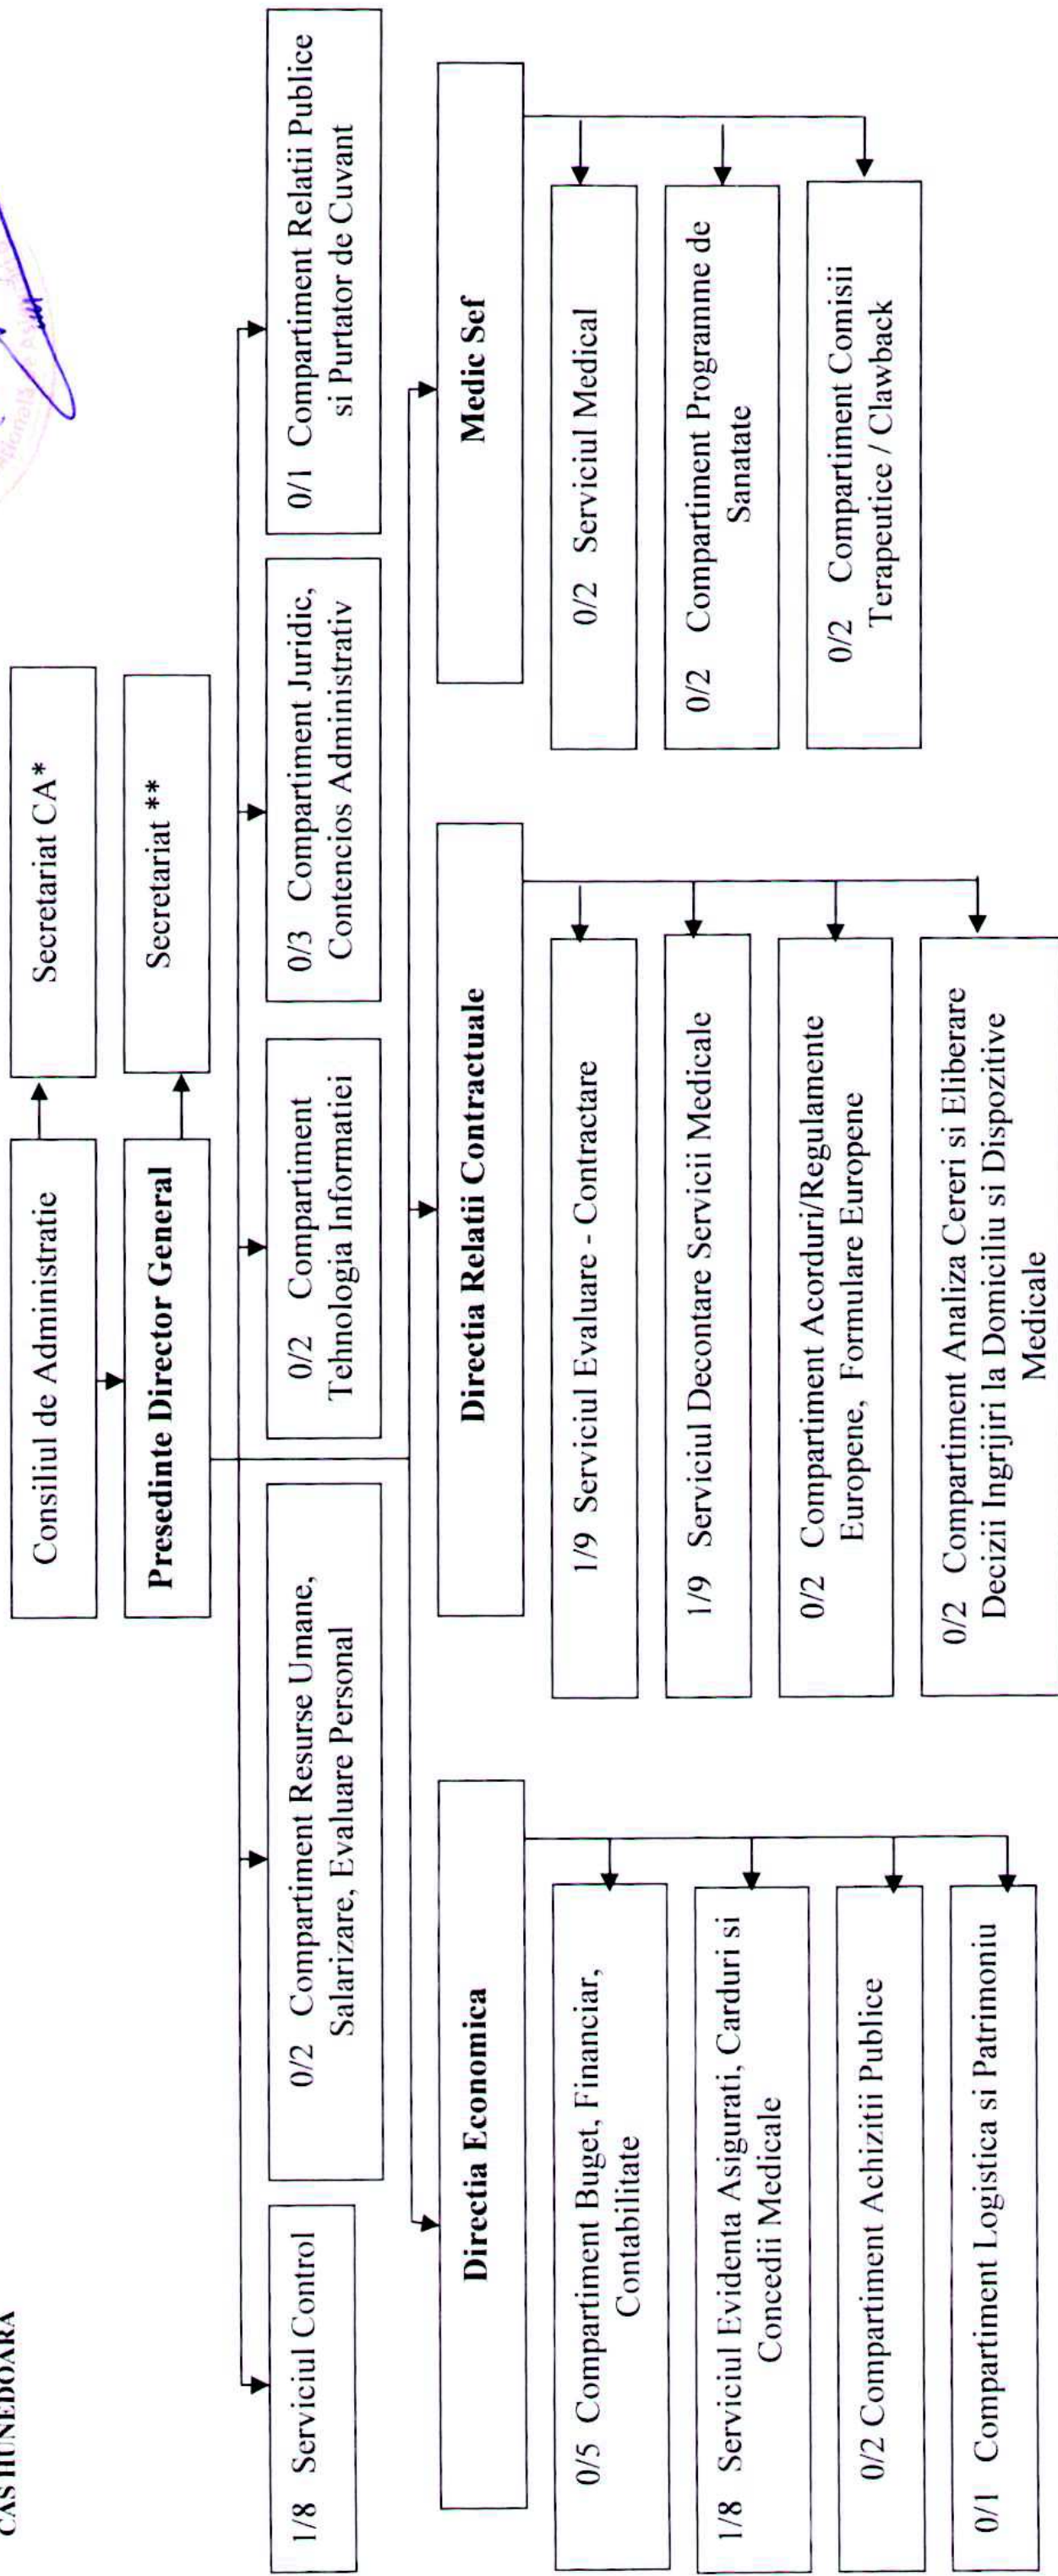 CAS HUNEDOARA
Consiliul de Administratie
Secretariat CA*
Presedinte Director General
Secretariat **
1/8 Serviciul Control
0/2 Compartiment Resurse Umane,
Salarizare, Evaluare Personal
0/2 Compartiment
Tehnologia Informatiei
0/3 Compartiment Juridic,
Contencios Administrativ
0/1 Compartiment Relatii Publice
si Purtator de Cuvant
Directia Economica
0/5 Compartiment Buget, Financiar,
Contabilitate
1/8 Serviciul Evidenta Asigurati, Carduri si
Concedii Medicale
0/2 Compartiment Achizitii Publice
0/1 Compartiment Logistica si Patrimoniu
Directia Relatii Contractuale
1/9 Serviciul Evaluare - Contractare
1/9 Serviciul Decontare Servicii Medicale
0/2 Compartiment Acorduri/Regulamente
Europene, Formulare Europene
0/2 Compartiment Analiza Cereri si Eliberare
Decizii Ingrijiri la Domiciliu si Dispozitive
Medicale
Medic Sef
0/2 Serviciul Medical
0/2 Compartiment Programme de
Sanatate
0/2 Compartiment Comisii
Terapeutice / Clawback